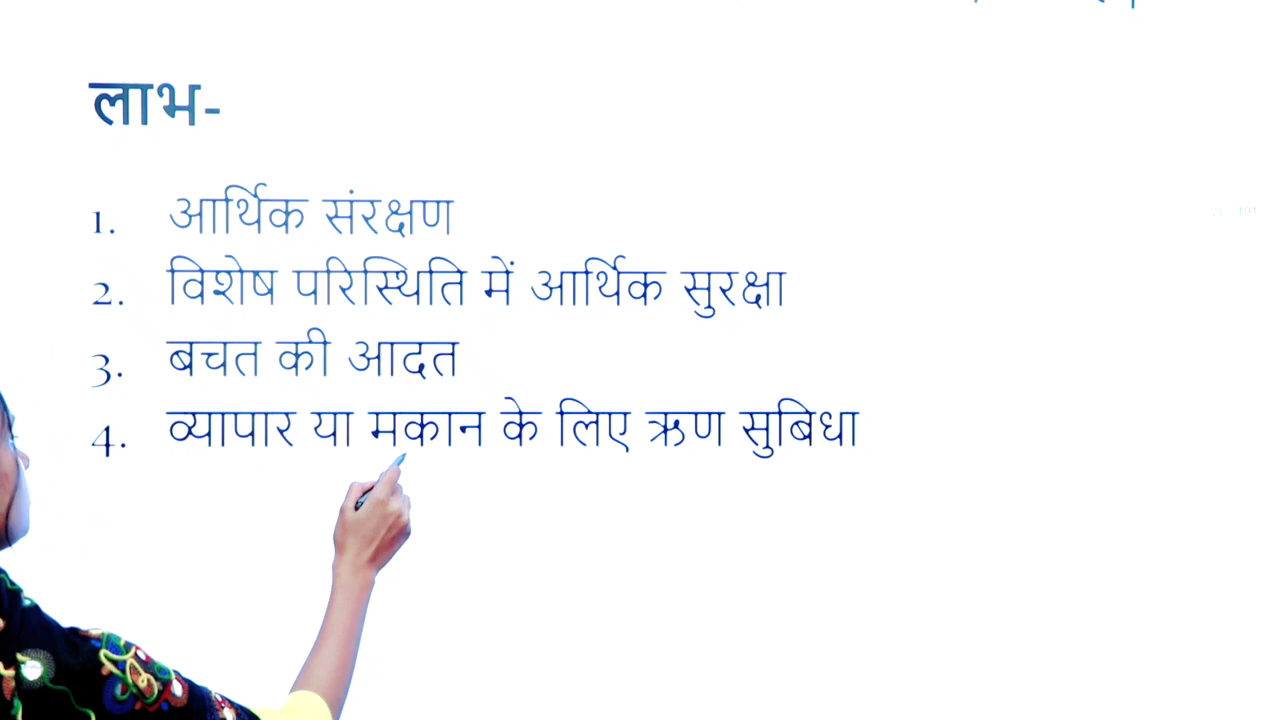 लाभ-
1. आर्थिक संरक्षण
2. विशेष परिस्थिति में आर्थिक सुरक्षा
3. बचत की आदत
4. व्यापार या मकान के लिए ऋण सुबिधा